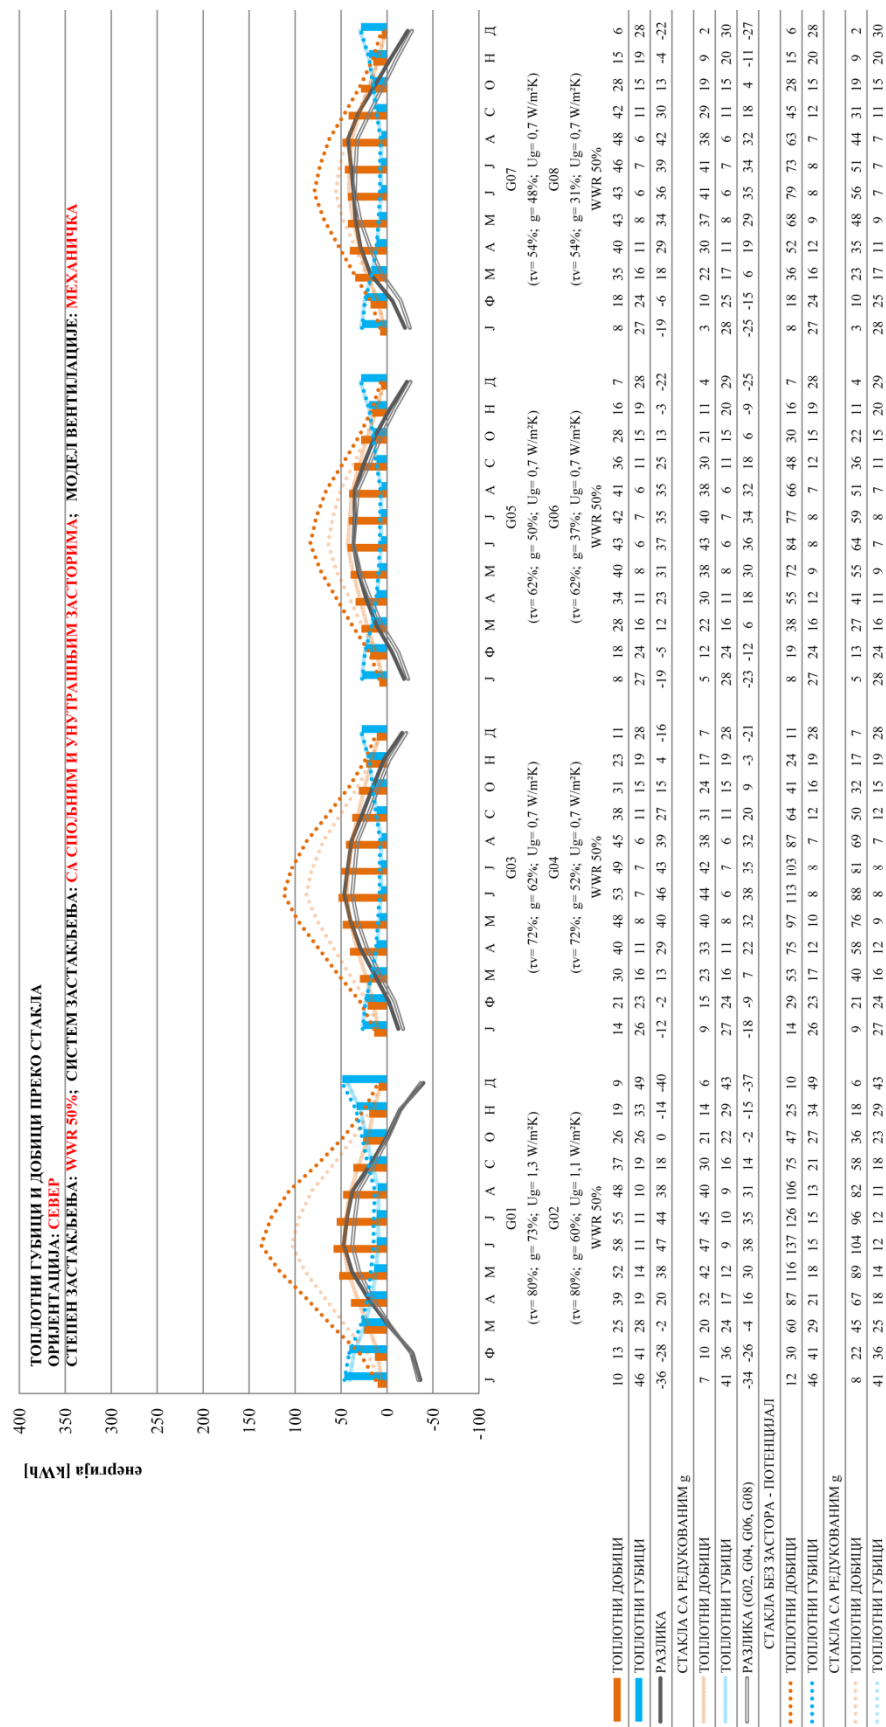 ТОПЛОТНИ ГУБИЦИ И ДОБИЦИ ПРЕКО СТАКЛА
ОРИЈЕНТАЦИЈА: СЕВЕР
СТЕПЕН ЗАСТАКЉЕЊА: WWR 50%; СИСТЕМ ЗАСТАКЉЕЊА: СА СПОЉНИМ И УНУТРАШЊИМ ЗАСТОРИМА; МОДЕЛ ВЕНТИЛАЦИЈЕ: МЕХАНИЧКА
енергија [kWh]
400
350
300
250
200
150
100
50
0
-50
-100
Ј Ф М А М Ј Ј А С О Н Д Ј Ф М А М Ј Ј А С О Н Д Ј Ф М А М Ј Ј А С О Н Д Ј Ф М А М Ј Ј А С О Н Д
G01 G03 G05 G07
(τv= 80%; g= 73%; Ug= 1,3 W/m²K) (τv= 72%; g= 62%; Ug= 0,7 W/m²K) (τv= 62%; g= 50%; Ug= 0,7 W/m²K) (τv= 54%; g= 48%; Ug= 0,7 W/m²K)
G02 G04 G06 G08
(τv= 80%; g= 60%; Ug= 1,1 W/m²K) (τv= 72%; g= 52%; Ug= 0,7 W/m²K) (τv= 62%; g= 37%; Ug= 0,7 W/m²K) (τv= 54%; g= 31%; Ug= 0,7 W/m²K)
WWR 50% WWR 50% WWR 50% WWR 50%
ТОПЛОТНИ ДОБИЦИ 10 13 25 39 52 58 55 48 37 26 19 9 14 21 30 40 48 53 49 45 38 31 23 11 8 18 28 34 40 43 42 41 36 28 16 7 8 18 35 40 43 43 46 48 42 28 15 6
ТОПЛОТНИ ГУБИЦИ 46 41 28 19 14 11 11 10 19 26 33 49 26 23 16 11 8 7 7 6 11 15 19 28 27 24 16 11 8 6 7 6 11 15 19 28 27 24 16 11 8 6 7 6 11 15 19 28
РАЗЛИКА -36 -28 -2 20 38 47 44 38 18 0 -14 -40 -12 -2 13 29 40 46 43 39 27 15 4 -16 -19 -5 12 23 31 37 35 35 25 13 -3 -22 -19 -6 18 29 34 36 39 42 30 13 -4 -22
СТАКЛА СА РЕДУКОВАНИМ g
ТОПЛОТНИ ДОБИЦИ 7 10 20 32 42 47 45 40 30 21 14 6 9 15 23 33 40 44 42 38 31 24 17 7 5 12 22 30 38 43 40 38 30 21 11 4 3 10 22 30 37 41 41 38 29 19 9 2
ТОПЛОТНИ ГУБИЦИ 41 36 24 17 12 9 10 9 16 22 29 43 27 24 16 11 8 6 7 6 11 15 19 28 28 24 16 11 8 6 7 6 11 15 20 29 28 25 17 11 8 6 7 6 11 15 20 30
РАЗЛИКА (G02, G04, G06, G08) -34 -26 -4 16 30 38 35 31 14 -2 -15 -37 -18 -9 7 22 32 38 35 32 20 9 -3 -21 -23 -12 6 18 30 36 34 32 18 6 -9 -25 -25 -15 6 19 29 35 34 32 18 4 -11 -27
СТАКЛА БЕЗ ЗАСТОРА - ПОТЕНЦИЈАЛ
ТОПЛОТНИ ДОБИЦИ 12 30 60 87 116 137 126 106 75 47 25 10 14 29 53 75 97 113 103 87 64 41 24 11 8 19 38 55 72 84 77 66 48 30 16 7 8 18 36 52 68 79 73 63 45 28 15 6
ТОПЛОТНИ ГУБИЦИ 46 41 29 21 18 15 15 13 21 27 34 49 26 23 17 12 10 8 8 7 12 16 19 28 27 24 16 12 9 8 8 7 12 15 19 28 27 24 16 12 9 8 8 7 12 15 20 28
СТАКЛА СА РЕДУКОВАНИМ g
ТОПЛОТНИ ДОБИЦИ 8 22 45 67 89 104 96 82 58 36 18 6 9 21 40 58 76 88 81 69 50 32 17 7 5 13 27 41 55 64 59 51 36 22 11 4 3 10 23 35 48 56 51 44 31 19 9 2
ТОПЛОТНИ ГУБИЦИ 41 36 25 18 14 12 12 11 18 23 29 43 27 24 16 12 9 8 8 7 12 15 19 28 28 24 16 11 9 7 8 7 11 15 20 29 28 25 17 11 9 7 7 7 11 15 20 30